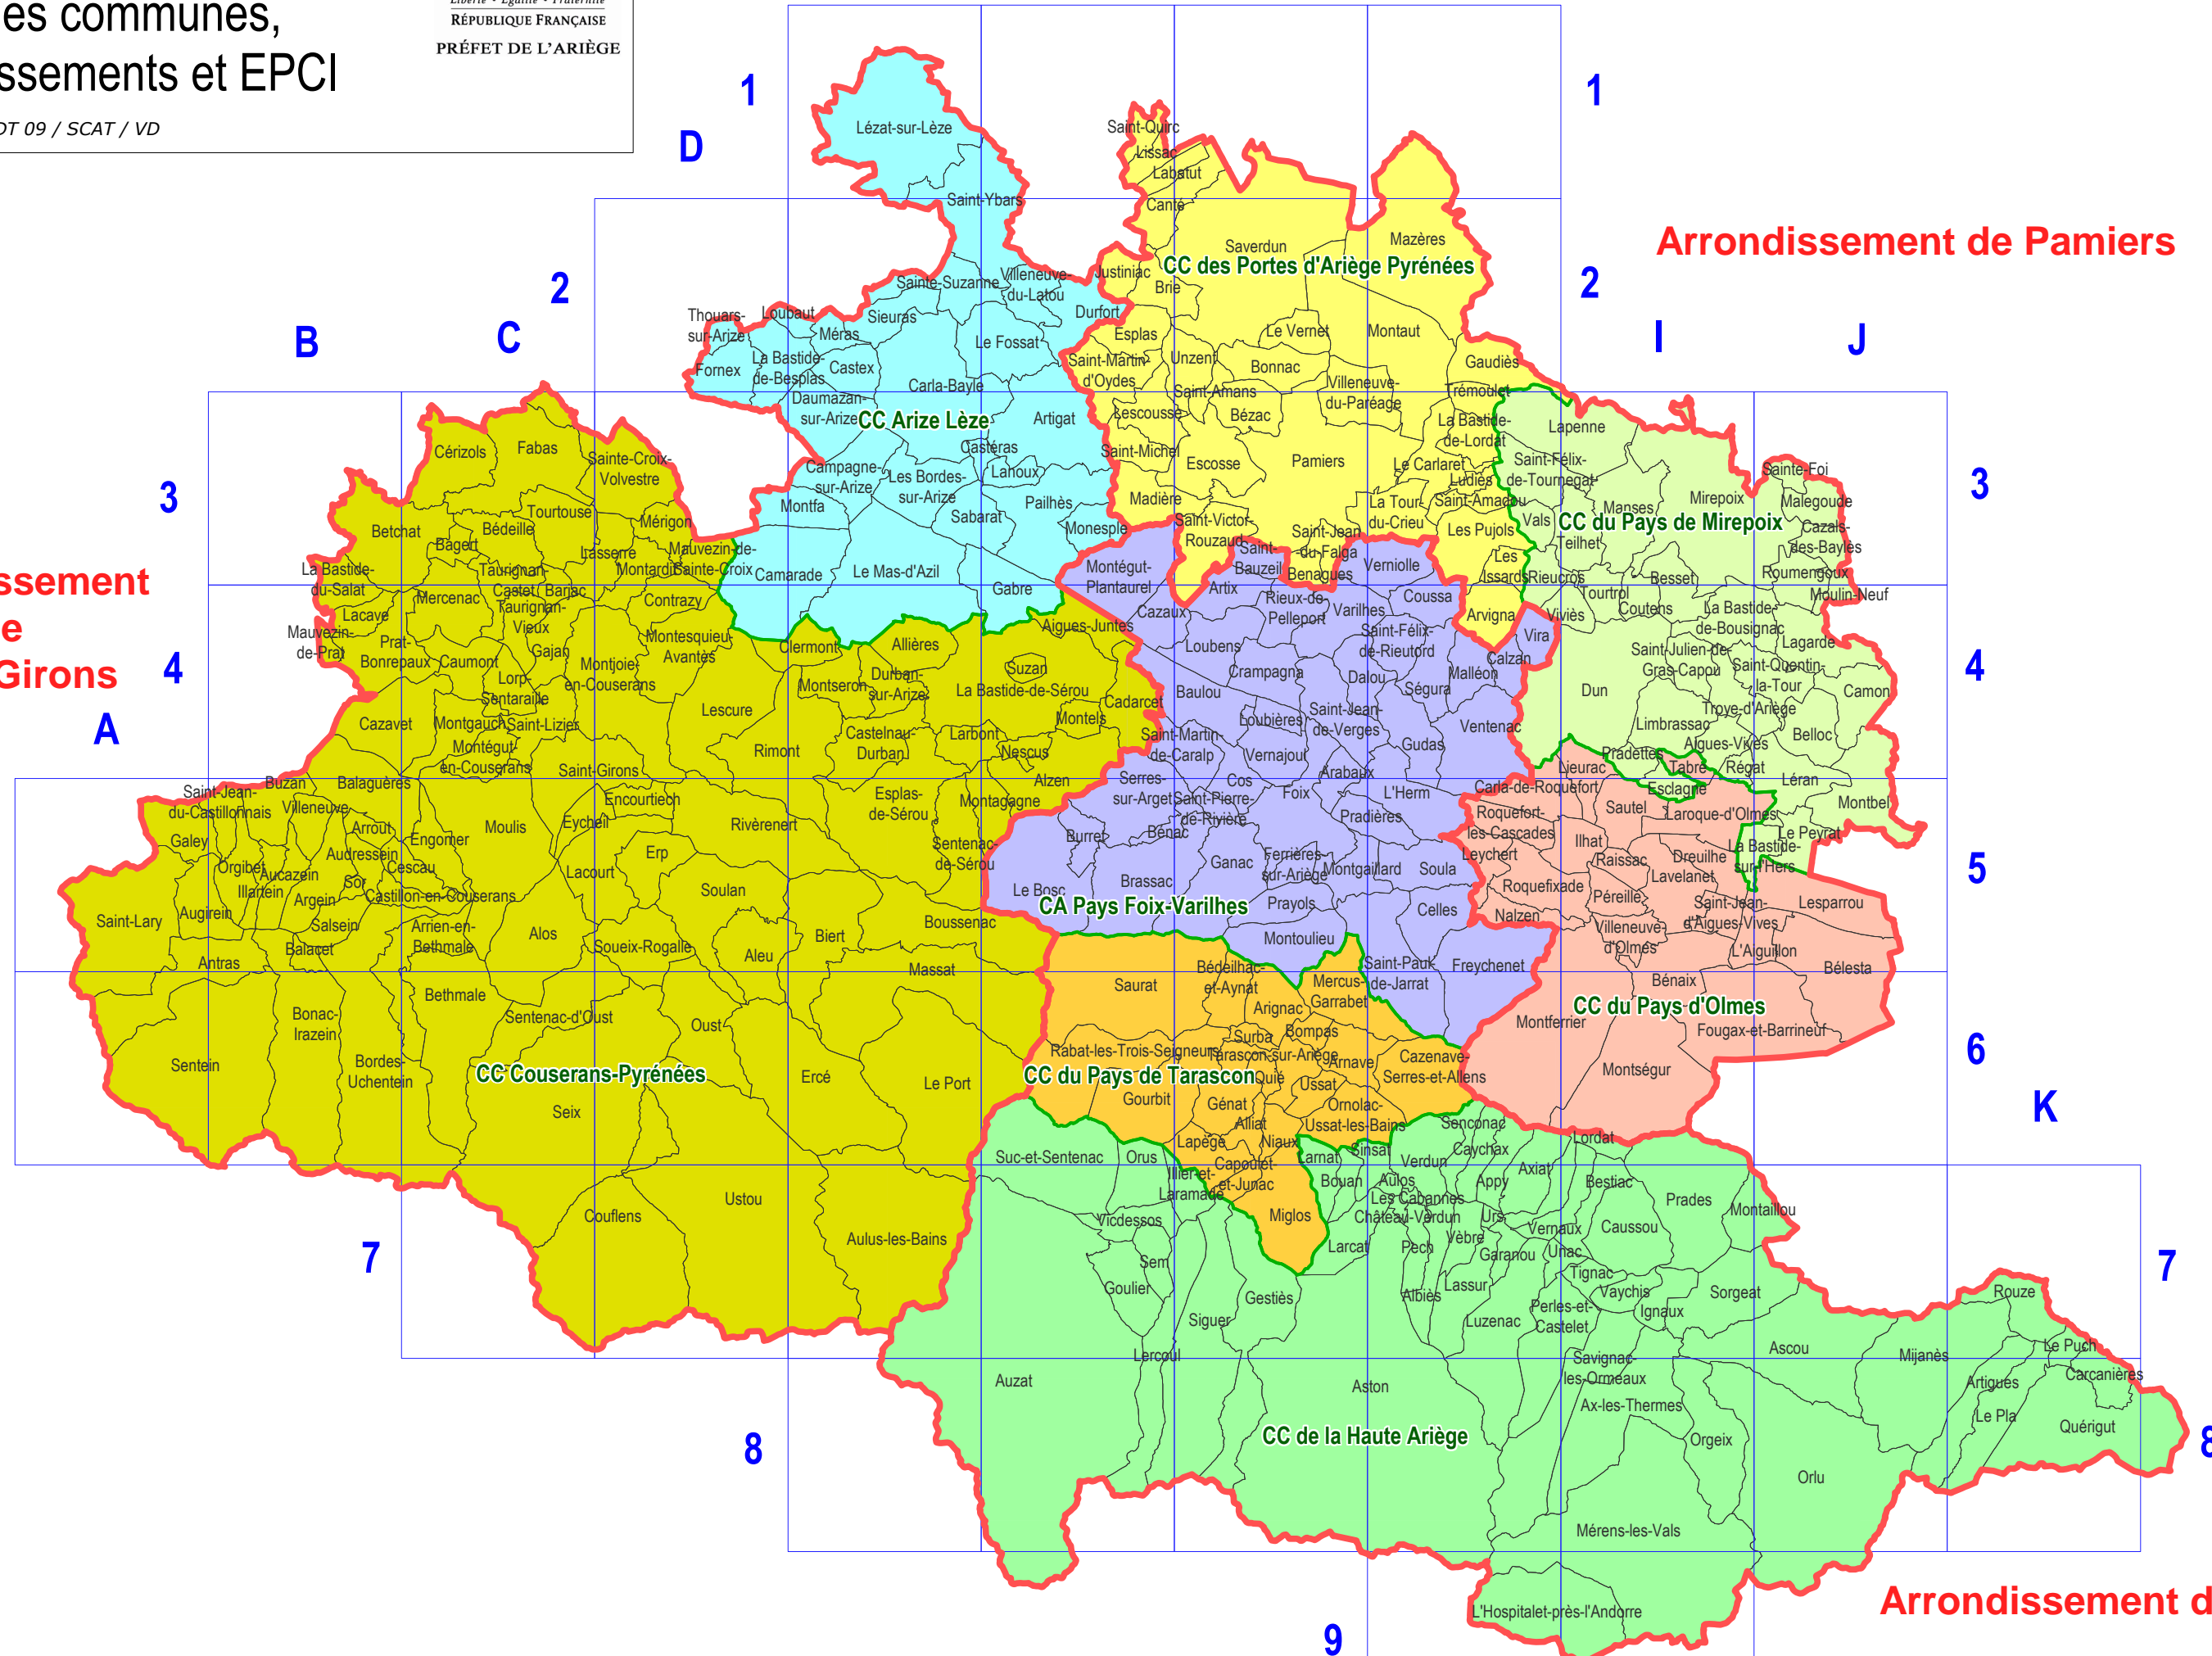 es communes,
ssements et EPCI
Liberté • Égalité • Fraternité
RÉPUBLIQUE FRANÇAISE
PRÉFET DE L'ARIÈGE
DT 09 / SCAT / VD
1
1
D
Arrondissement de Pamiers
2
2
B
C
I
J
3
3
ssement
e
Girons
4
4
A
5
6
K
7
7
8
8
9
Arrondissement d
CC Arize Lèze
Lézat-sur-Lèze
Saint-Ybars
Sainte-Suzanne
Villeneuve-
du-Latou
Durfort
Thouars-
sur-Arize
Loupaut
Méras
Sieuras
Le Fossat
Fornex
La Bastide-
de-Besplas
Castex
Carla-Bayle
Daumazan-
sur-Arize
Artigat
Castéras
Campagne-
sur-Arize
Les Bordes-
sur-Arize
Lanoux
Pailhès
Montfa
Sabarat
Monesple
Camarade
Le Mas-d'Azil
Gabre
CC des Portes d'Ariège Pyrénées
Saint-Quirc
Lissac
Labatut
Canté
Saverdun
Mazères
Justiniac
Brie
Esplas
Le Vernet
Montaut
Saint-Martin-
d'Oydes
Unzent
Bonnac
Gaudiès
Saint-Amans
Villeneuve-
du-Paréage
Trémoulet
Lescousse
Bézac
La Bastide-
de-Lordat
Saint-Michel
Escosse
Pamiers
Le Carlaret
Ludiès
Madière
La Tour-
du-Crieu
Saint-Amadou
Saint-Victor-
Rouzaud
Saint-Jean
du-Falga
Les Pujols
Benagues
Les
Issards
Arvigna
CC du Pays de Mirepoix
Lapenne
Saint-Félix-
de-Tournegat
Sainte-Foi
Manses
Mirepoix
Malegoude
Vals
Teilhet
Cazals-
des-Baylès
Rieucros
Besset
Roumengoux
Tourtrol
Coutens
Moulin-Neuf
Viviès
La Bastide-
de-Bousignac
Lagarde
Saint-Julien-de-
Gras-Capou
Saint-Quentin-
la-Tour
Dun
Camon
Troye-d'Ariège
Limbrassac
Belloc
Pradettes
Aigues-Vives
Régat
Esclagne
Léran
Montbel
Le Peyrat
La Bastide-
sur-l'Hers
CC Couserans-Pyrénées
Cérizols
Fabas
Sainte-Croix-
Volvestre
Betchat
Bédeille
Tourtouse
Mérigon
Bagert
Lasserre
Mauvezin-de-
Sainte-Croix
Montardit
La Bastide-
du-Salat
Taurignan-
Castet
Barjac
Mercenac
Taurignan-
Vieux
Contrazy
Lacave
Mauvezin-
de-Prat
Prat-
Bonrepaux
Caumont
Gajan
Montesquieu-
Avantès
Montjoie-
en-Couserans
Lorp-
Sentaraille
Clermont
Allières
Aigues-Juntes
Montseron
Durban-
sur-Arize
Suzan
La Bastide-de-Sérou
Cadarcet
Cazavet
Montgauch
Saint-Lizier
Lescure
Montels
Montégut-
en-Couserans
Rimont
Castelnau-
Durban
Larbont
Nescus
Saint-Girons
Alzen
Saint-Jean-
du-Castillonnais
Buzan
Balaguères
Encourtiech
Esplas-
de-Sérou
Montagagne
Villeneuve
Galey
Arrout
Engomer
Moulis
Eycheil
Rivèrenert
Audressein
Orgibet
Aucazein
Cescau
Erp
Sentenac-
de-Sérou
Illartein
Sor
Castillon-en-Couserans
Lacourt
Soulan
Argein
Saint-Lary
Augirein
Salsein
Arrien-en-
Bethmale
Alos
Soueix-Rogalle
Biert
Boussenac
Antras
Balacet
Aleu
Massat
Bonac-
Irazein
Bethmale
Sentenac-d'Oust
Oust
Sentein
Bordes-
Uchentein
Seix
Ercé
Le Port
Couflens
Ustou
Aulus-les-Bains
CA Pays Foix-Varilhes
Montégut-
Plantaurel
Saint-
Bauzeil
Verniolle
Artix
Rieux-de-
Pelleport
Coussa
Cazaux
Varilhes
Loubens
Saint-Félix-
de-Rieutord
Vira
Calzan
Crampagna
Dalou
Malléon
Baulou
Ségura
Loubières
Saint-Jean-
de-Verges
Ventenac
Saint-Martin-
de-Caralp
Vernajoul
Gudas
Serres-
sur-Arget
Cos
Arabaux
L'Herm
Saint-Pierre-
de-Rivière
Foix
Pradières
Burret
Bénac
Ganac
Ferrières-
sur-Ariège
Montgaillard
Soula
Le Bosc
Brassac
Prayols
Celles
Montoulieu
Saint-Paul-
de-Jarrat
Freychenet
CC du Pays d'Olmes
Lieurac
Tabre
Carla-de-Roquefort
Sautel
Laroque-d'Olmes
Roquefort-
les-Cascades
Ilhat
Leychert
Raissac
Dreuilhe
Lavelanet
Roquefixade
Péreille
Saint-Jean-
d'Aigues-Vives
Lesparrou
Nalzen
Villeneuve-
d'Olmes
L'Aiguillon
Bélesta
Bénaix
Montferrier
Fougax-et-Barrineuf
Montségur
CC du Pays de Tarascon
Saurat
Bédeilhac-
et-Aynat
Mercus-
Garrabet
Arignac
Surba
Bompas
Rabat-les-Trois-Seigneurs
Tarascon-sur-Ariège
Arnave
Cazenave-
Serres-et-Allens
Quié
Ussat
Gourbit
Génat
Ornolac-
Ussat-les-Bains
Alliat
Lapège
Niaux
Capoulet-
et-Junac
Miglos
CC de la Haute Ariège
Senconac
Lordat
Suc-et-Sentenac
Orus
Larnat
Sinsat
Verdun
Caychax
Axiat
Illier-et-
Laramade
Bouan
Aulos
Appy
Bestiac
Les Cabannes
Prades
Vicdessos
Château-Verdun
Urs
Montaillou
Vernaux
Caussou
Larcat
Pech
Vèbre
Garanou
Unac
Sem
Tignac
Goulier
Gestiès
Albiès
Lassur
Vaychis
Sorgeat
Rouze
Siguer
Luzenac
Perles-et-
Castelet
Ignaux
Lercoul
Ascou
Mijanès
Le Puch
Savignac-
les-Ormeaux
Carcanières
Auzat
Aston
Artigues
Ax-les-Thermes
Le Pla
Quérigut
Orgeix
Orlu
Mérens-les-Vals
L'Hospitalet-près-l'Andorre